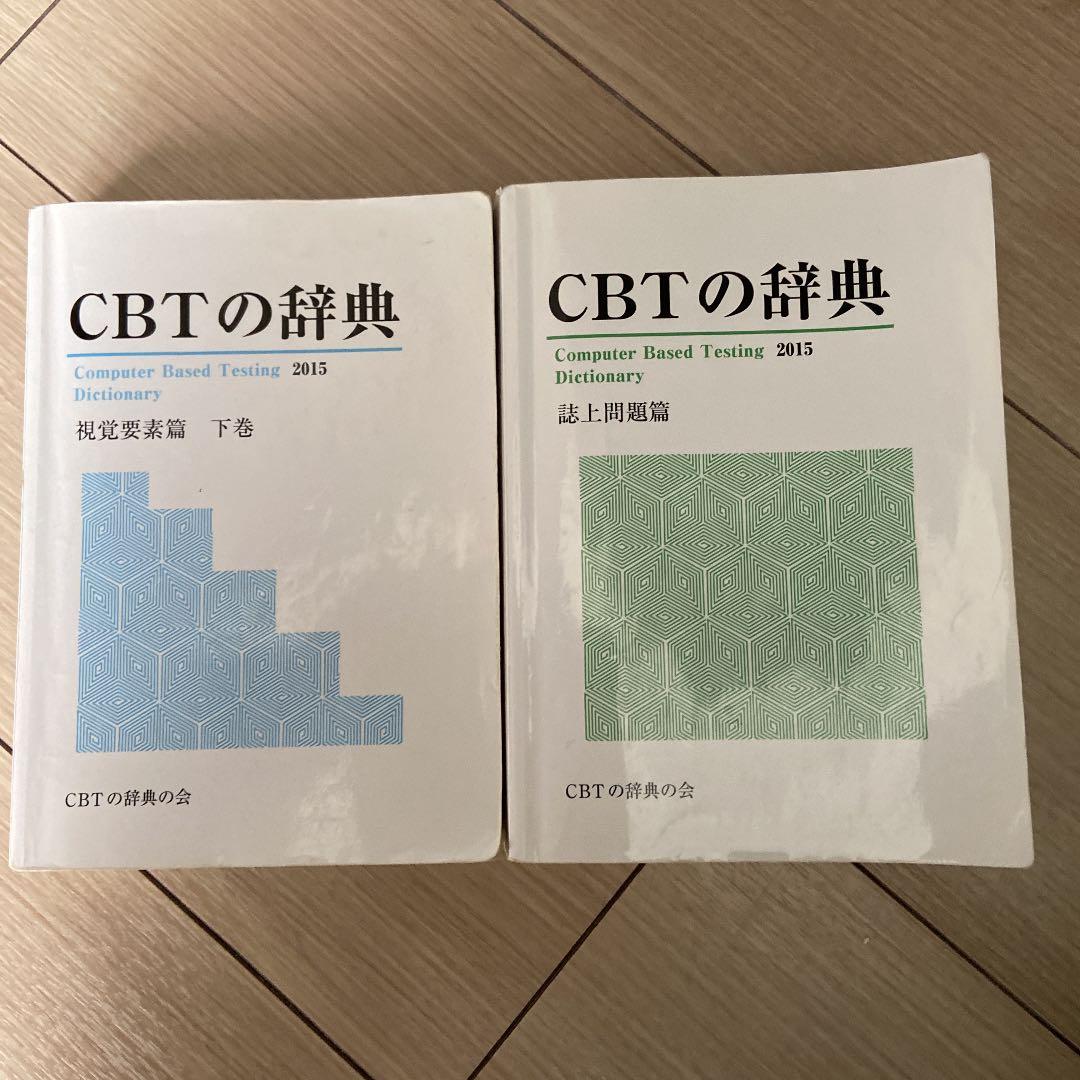 CBTの辞典
Computer Based Testing 2015
Dictionary
視覚要素篇 下巻
CBTの辞典の会
CBTの辞典
Computer Based Testing 2015
Dictionary
誌上問題篇
CBTの辞典の会